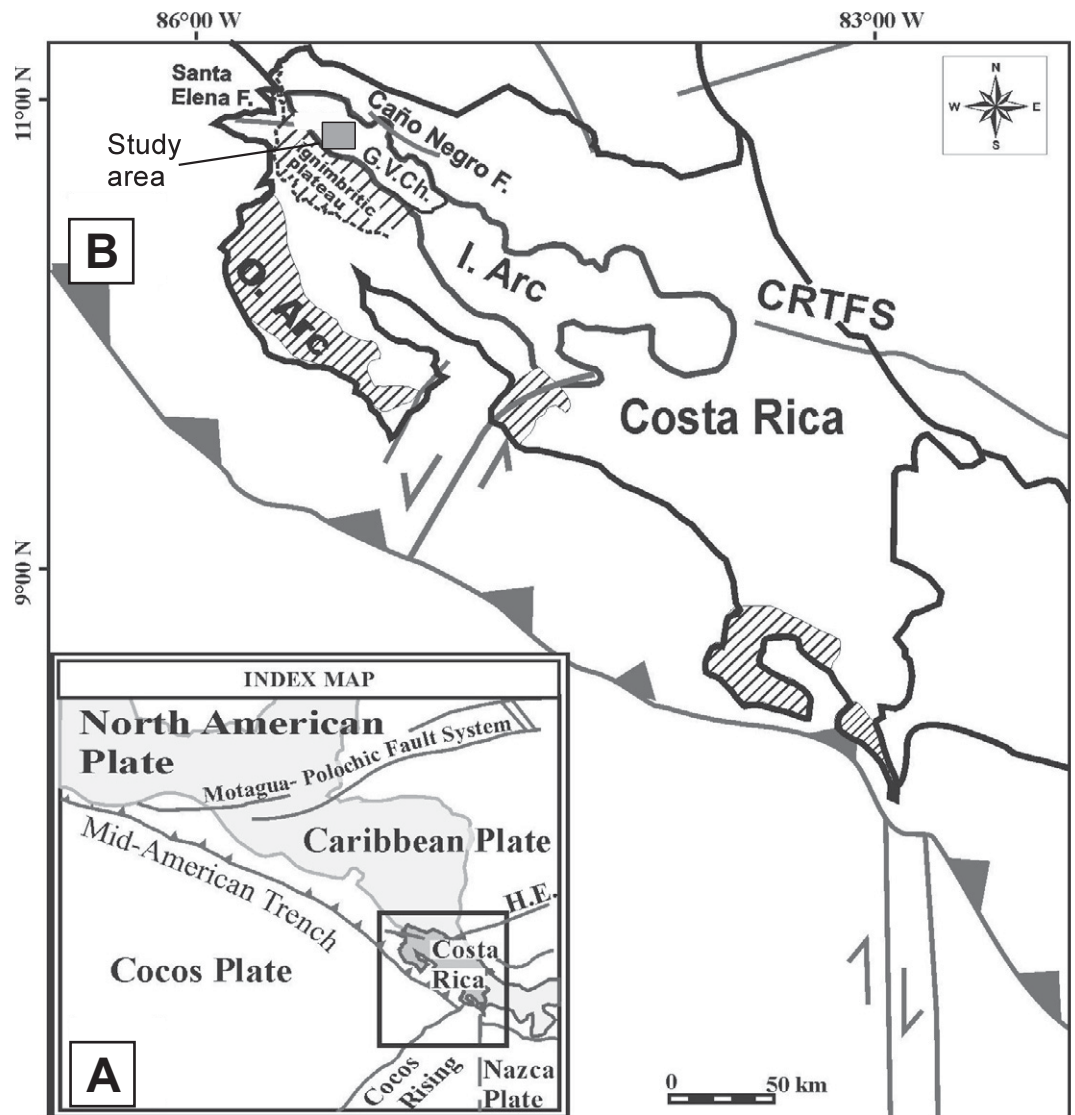 86°00 W
83°00 W
11°00 N
9°00 N
N
W
E
S
Santa
Elena F.
Caño Negro F.
Study
area
G.V.Ch.
Ignimbritic
plateau
B
I. Arc
O. Arc
CRTFS
Costa Rica
INDEX MAP
North American
Plate
Motagua- Polochic Fault System
Caribbean Plate
Mid-American Trench
H.E.
Costa
Rica
Cocos Plate
A
Cocos
Rising
Nazca
Plate
0
50 km